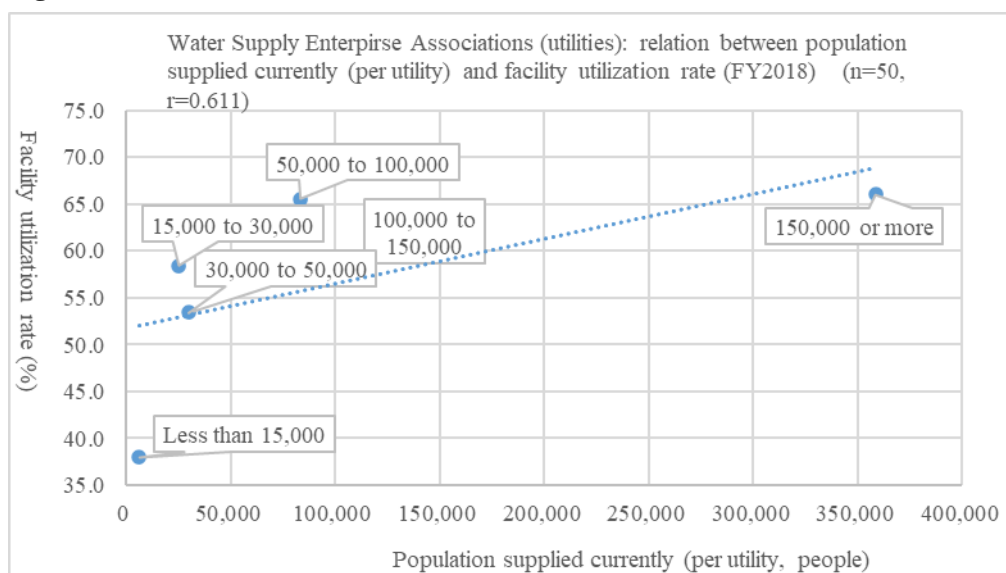 Water Supply Enterpirse Associations (utilities): relation between population
supplied currently (per utility) and facility utilization rate (FY2018) (n=50,
r=0.611)
Facility utilization rate (%)
75.0
70.0
65.0
60.0
55.0
50.0
45.0
40.0
35.0
50,000 to 100,000
15,000 to 30,000
100,000 to
150,000
150,000 or more
30,000 to 50,000
Less than 15,000
0
50,000
100,000
150,000
200,000
250,000
300,000
350,000
400,000
Population supplied currently (per utility, people)